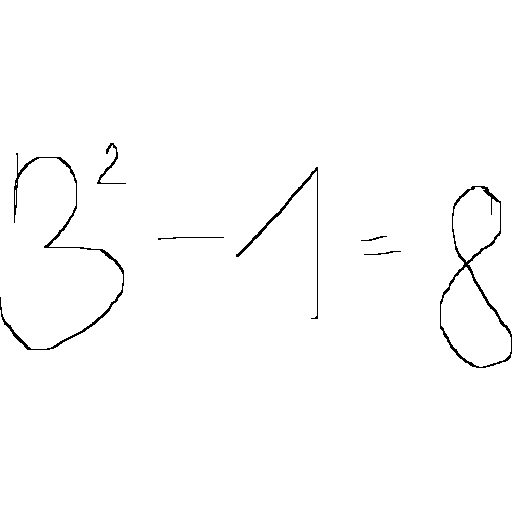 3² − 1 = 8